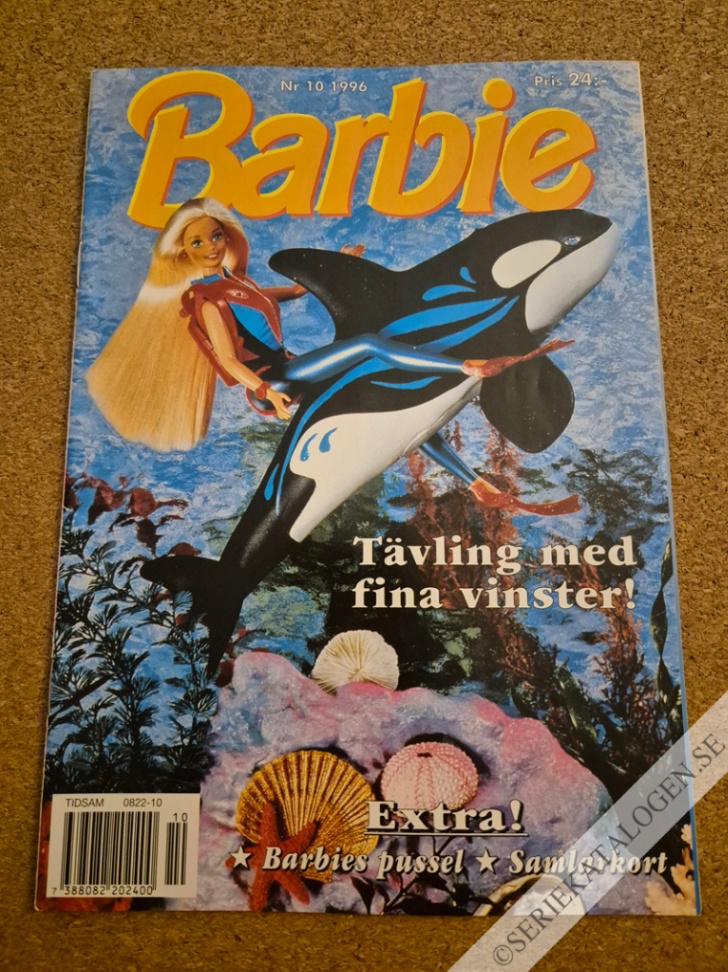 Nr 10 1996
Pris 24:-
Barbie
Tävling med
fina vinster!
Extra!
★ Barbies pussel ★ Samlarkort
TIDSAM 0822-10
10
7 388082 202400
©SERIEKATALOGEN.SE